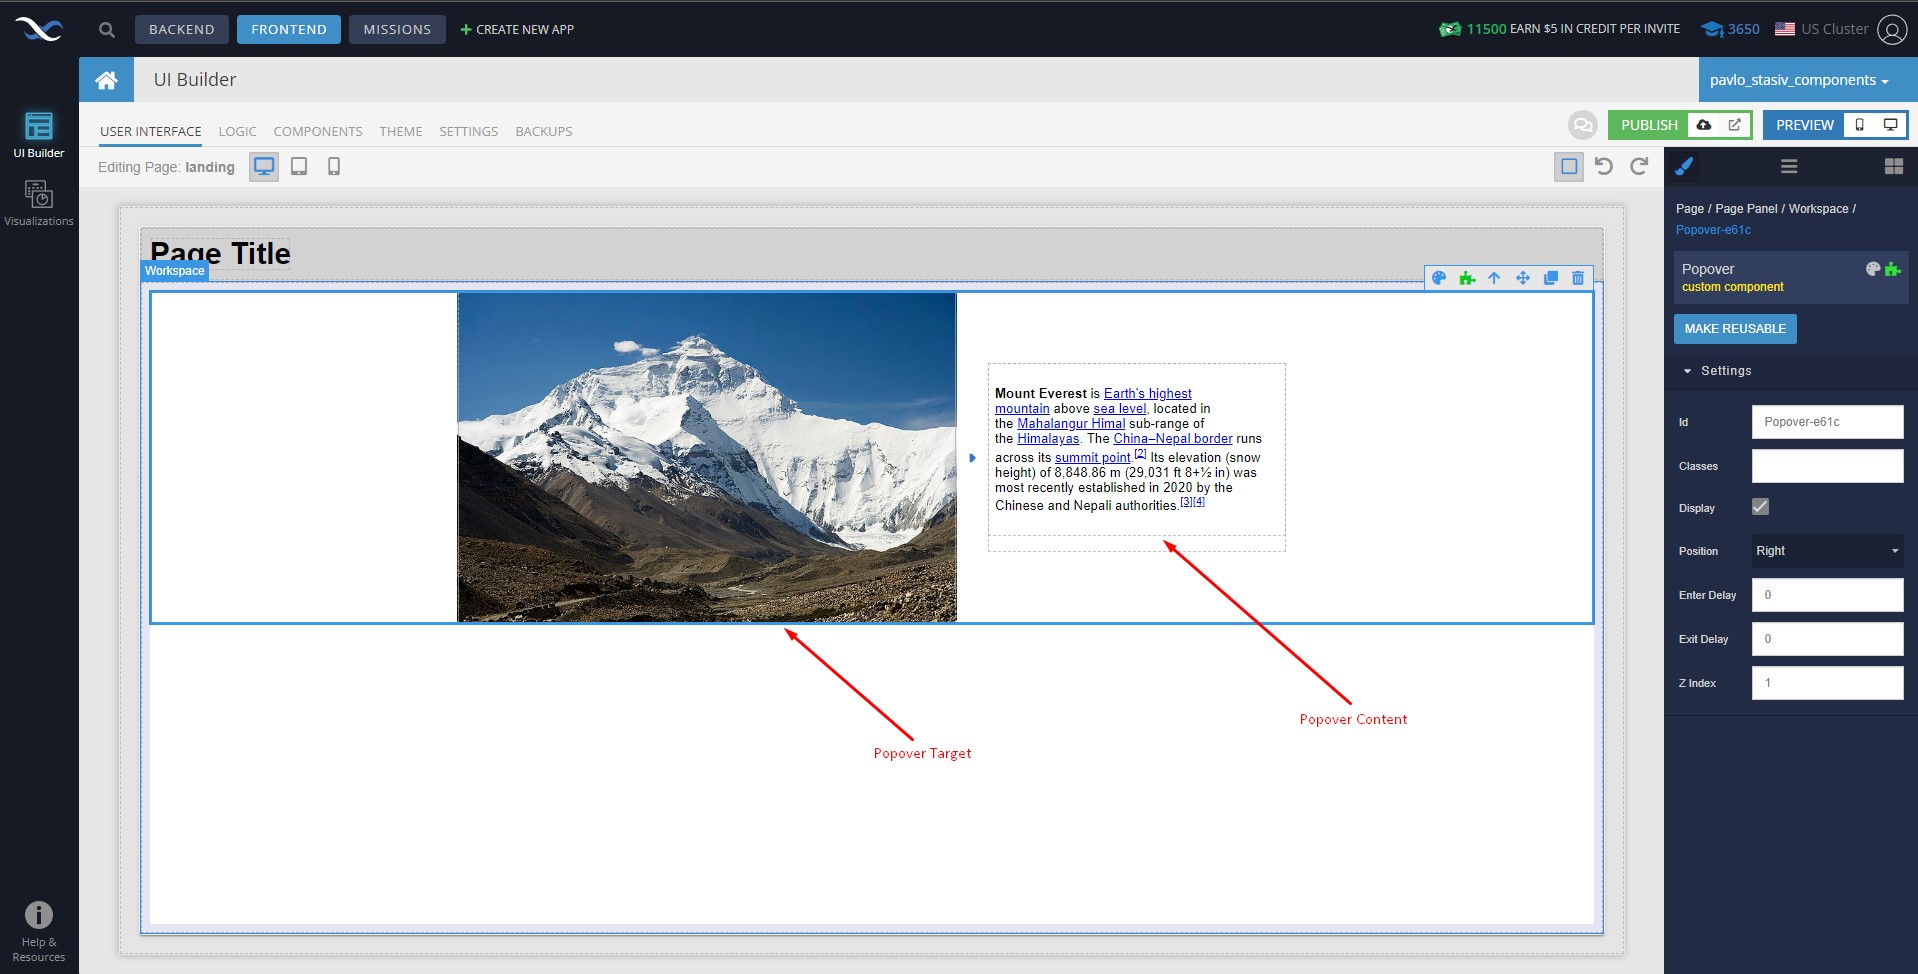 BACKEND FRONTEND MISSIONS + CREATE NEW APP 11500 EARN $5 IN CREDIT PER INVITE 3650 US Cluster
UI Builder pavlo_stasiv_components
USER INTERFACE LOGIC COMPONENTS THEME SETTINGS BACKUPS PUBLISH PREVIEW
UI Builder
Visualizations
Help &
Resources
Editing Page: landing
Page Title
Workspace
Mount Everest is Earth's highest
mountain above sea level, located in
the Mahalangur Himal sub-range of
the Himalayas. The China–Nepal border runs
across its summit point.[2] Its elevation (snow
height) of 8,848.86 m (29,031 ft 8+½ in) was
most recently established in 2020 by the
Chinese and Nepali authorities.[3][4]
Popover Content
Popover Target
Page / Page Panel / Workspace /
Popover-e61c
Popover
custom component
MAKE REUSABLE
Settings
Id Popover-e61c
Classes
Display
Position Right
Enter Delay 0
Exit Delay 0
Z Index 1